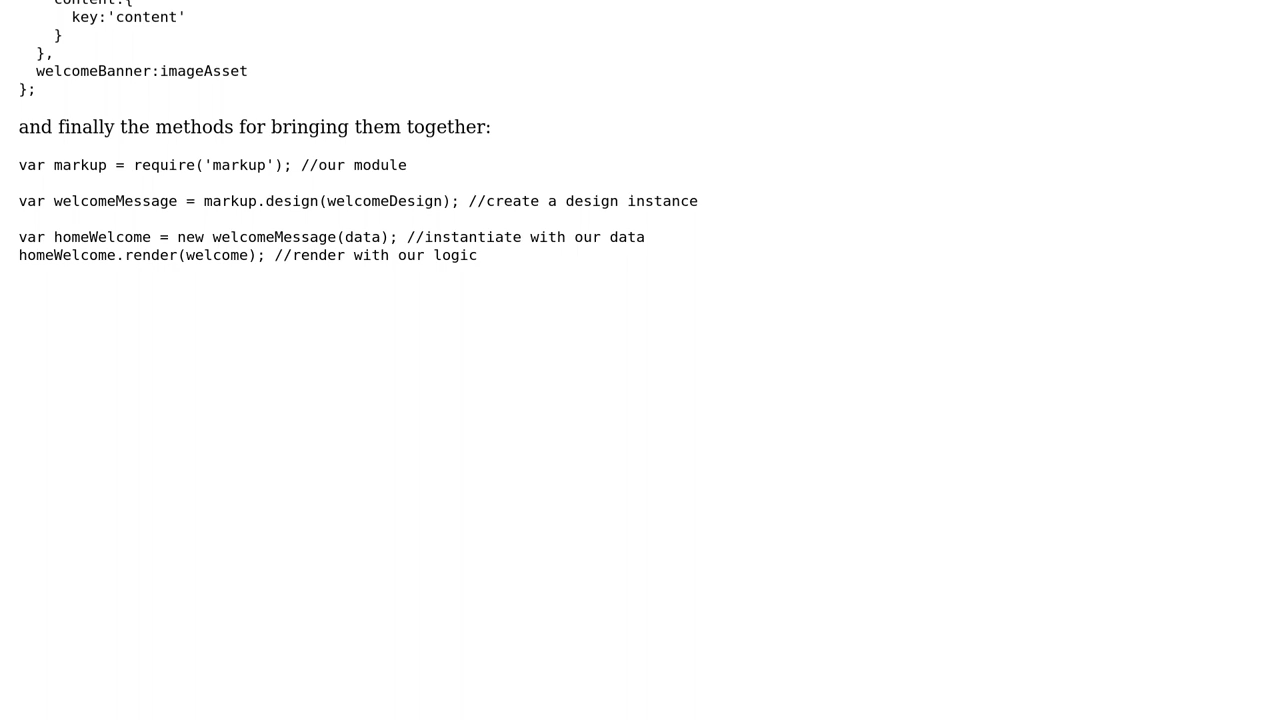 content:{
key:'content'
}
},
welcomeBanner:imageAsset
};
and finally the methods for bringing them together:
var markup = require('markup'); //our module
var welcomeMessage = markup.design(welcomeDesign); //create a design instance
var homeWelcome = new welcomeMessage(data); //instantiate with our data
homeWelcome.render(welcome); //render with our logic